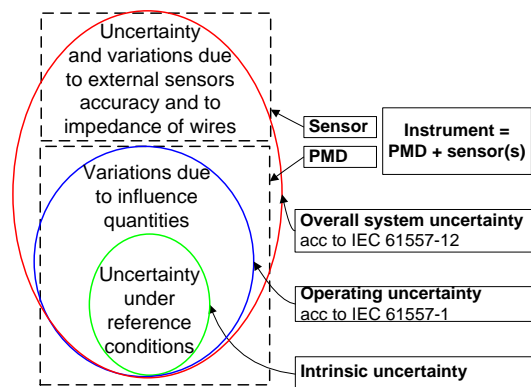 Uncertainty
and variations due
to external sensors
accuracy and to
impedance of wires
Sensor
PMD
Instrument =
PMD + sensor(s)
Variations due
to influence
quantities
Overall system uncertainty
acc to IEC 61557-12
Uncertainty
under
reference
conditions
Operating uncertainty
acc to IEC 61557-1
Intrinsic uncertainty